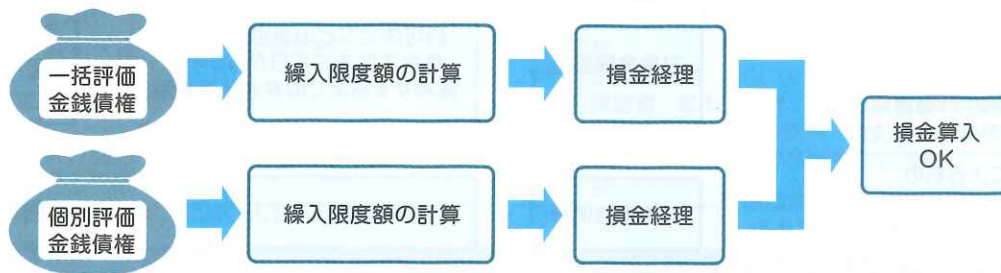 一括評価
金銭債権
繰入限度額の計算
損金経理
個別評価
金銭債権
繰入限度額の計算
損金経理
損金算入
OK